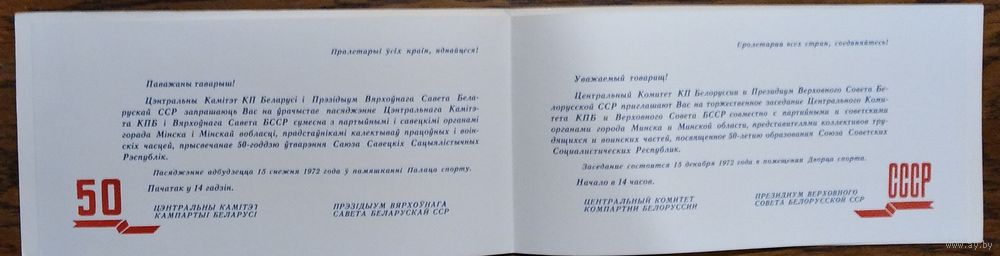 Пралетарыі ўсіх краін, яднайцеся!
Паважаны таварыш!
Цэнтральны Камітэт КП Беларусі і Прэзідыум Вярхоўнага Савета Бела-
рускай ССР запрашаюць Вас на ўрачыстае пасяджэнне Цэнтральнага Камітэ-
та КПБ і Вярхоўнага Савета БССР сумесна з партыйнымі і савецкімі органамі
горада Мінска і Мінскай вобласці, прадстаўнікамі калектываў працоўных і воін-
скіх часцей, прысвечанае 50-годдзю ўтварэння Саюза Савецкіх Сацыялістычных
Рэспублік.
Пасяджэнне адбудзецца 15 снежня 1972 года ў памяшканні Палаца спорту.
Пачатак у 14 гадзін.
50
ЦЭНТРАЛЬНЫ КАМІТЭТ
КАМПАРТЫІ БЕЛАРУСІ
ПРЭЗІДЫУМ ВЯРХОЎНАГА
САВЕТА БЕЛАРУСКАЙ ССР
Пролетарии всех стран, соединяйтесь!
Уважаемый товарищ!
Центральный Комитет КП Белоруссии и Президиум Верховного Совета Бе-
лорусской ССР приглашают Вас на торжественное заседание Центрального Коми-
тета КПБ и Верховного Совета БССР совместно с партийными и советскими
органами города Минска и Минской области, представителями коллективов тру-
дящихся и воинских частей, посвященное 50-летию образования Союза Советских
Социалистических Республик.
Заседание состоится 15 декабря 1972 года в помещении Дворца спорта.
Начало в 14 часов.
ЦЕНТРАЛЬНЫЙ КОМИТЕТ
КОМПАРТИИ БЕЛОРУССИИ
ПРЕЗИДИУМ ВЕРХОВНОГО
СОВЕТА БЕЛОРУССКОЙ ССР
СССР
www.ay.by